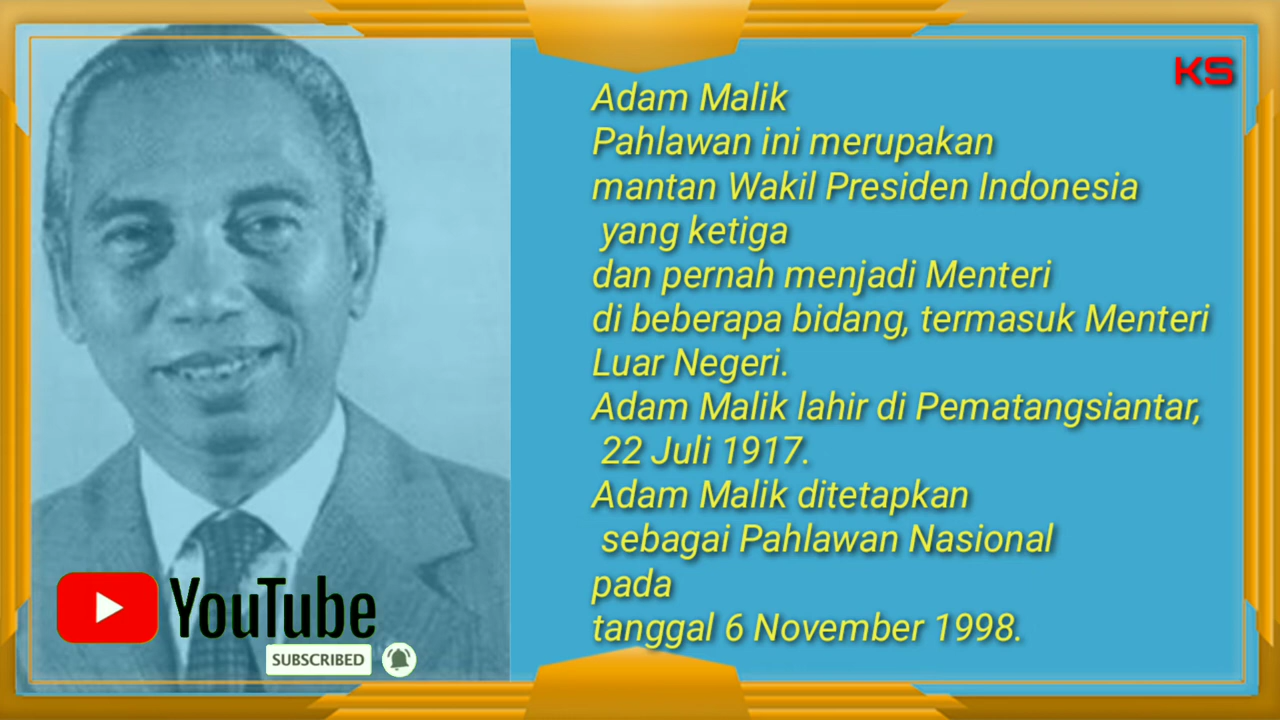 KS
Adam Malik
Pahlawan ini merupakan
mantan Wakil Presiden Indonesia
yang ketiga
dan pernah menjadi Menteri
di beberapa bidang, termasuk Menteri
Luar Negeri.
Adam Malik lahir di Pematangsiantar,
22 Juli 1917.
Adam Malik ditetapkan
sebagai Pahlawan Nasional
pada
tanggal 6 November 1998.
YouTube
SUBSCRIBED